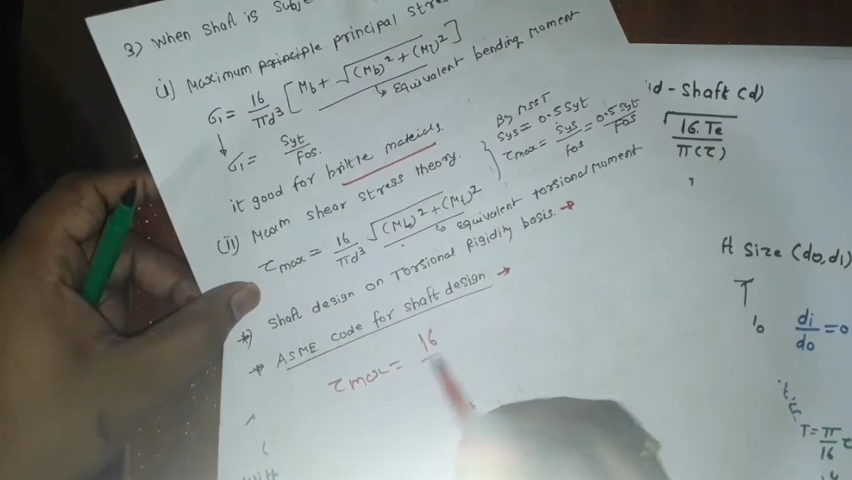 3) When shaft is subje
(i) Maximum principle principal stres
σ1 = 16/πd³ [Mb + √(Mb)² + (Mt)²]
↳ equivalent bending moment
↓
σ1 = Syt/FOS.
it good for brittle mateials.
(ii) Maxm shear stress theory.
By MSST
Sys = 0.5 Syt
τmax = Sys/FOS = 0.5 Syt/FOS
τmax = 16/πd³ √(Mb)² + (Mt)²
↳ equivalent torsional moment
*) Shaft design on Torsional Rigidity basis. →
→ ASME code for shaft design →
τmax = 16
id - Shaft (d)
√16.Te/π(τ)
ft Size (do, di)
T
di/do = 0
T = π/16 τ